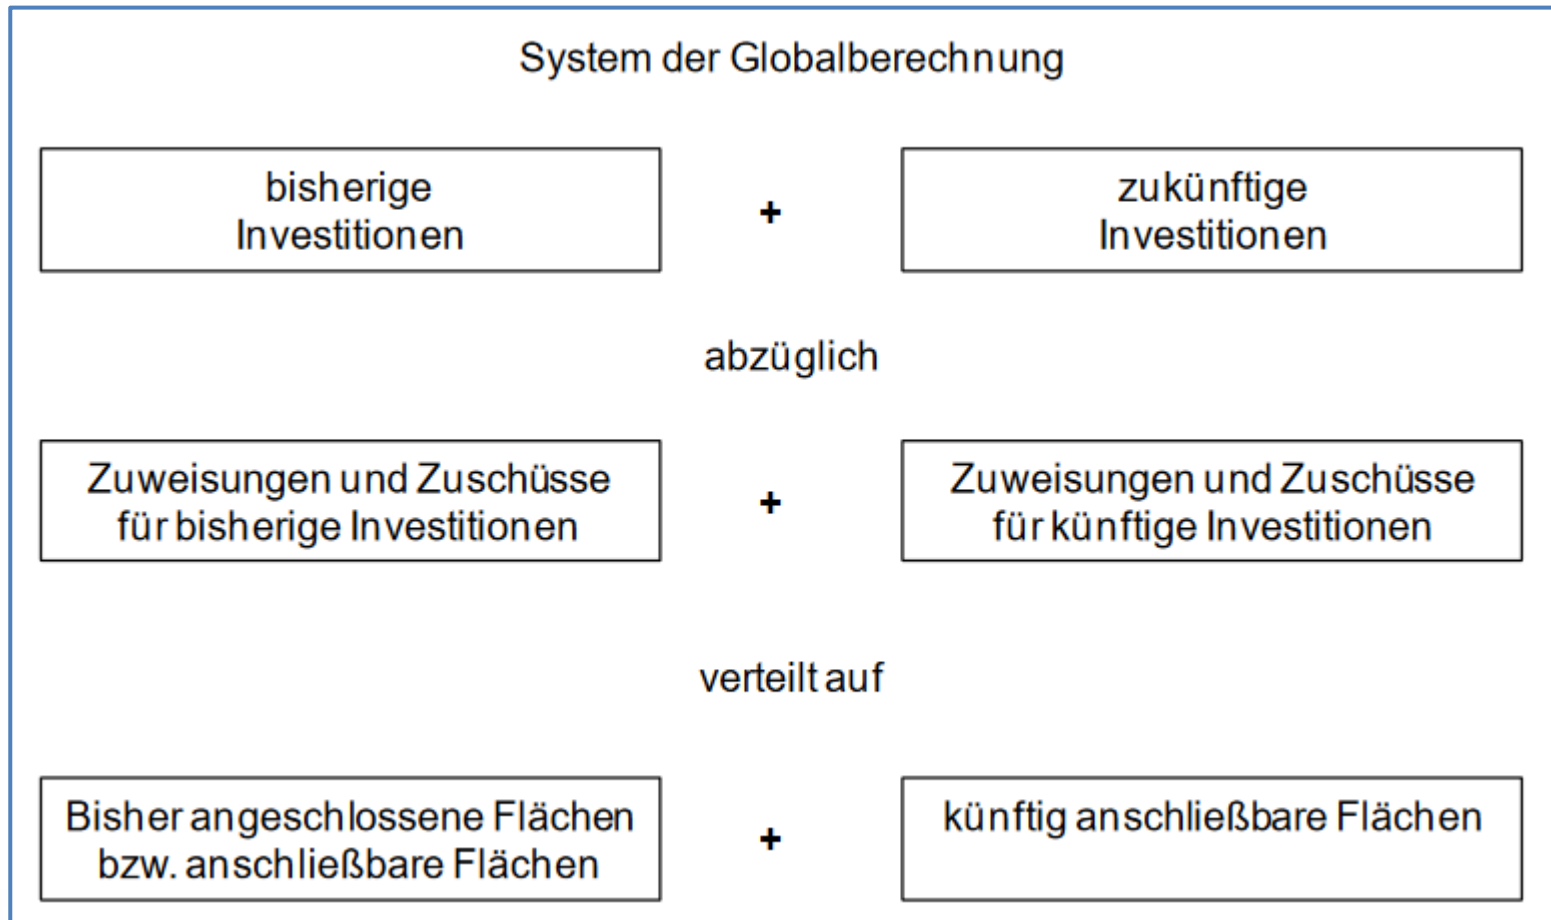 System der Globalberechnung
bisherige
Investitionen
+
zukünftige
Investitionen
abzüglich
Zuweisungen und Zuschüsse
für bisherige Investitionen
+
Zuweisungen und Zuschüsse
für künftige Investitionen
verteilt auf
Bisher angeschlossene Flächen
bzw. anschließbare Flächen
+
künftig anschließbare Flächen